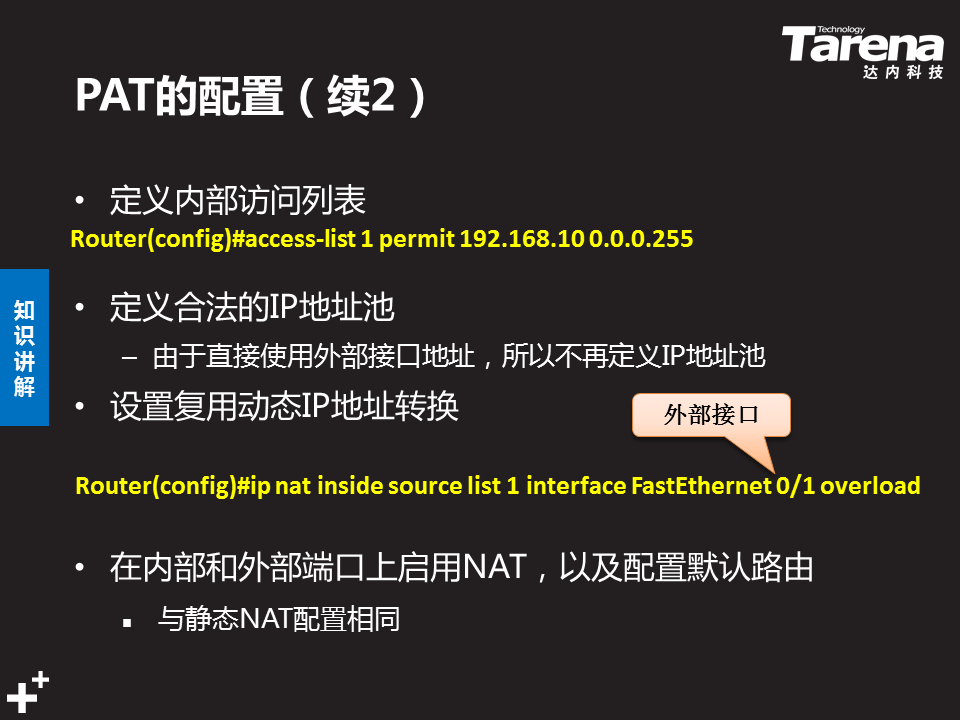 Technology
Tarena
达内科技
PAT的配置（续2）
• 定义内部访问列表
Router(config)#access-list 1 permit 192.168.10 0.0.0.255
知识讲解
• 定义合法的IP地址池
– 由于直接使用外部接口地址，所以不再定义IP地址池
• 设置复用动态IP地址转换
外部接口
Router(config)#ip nat inside source list 1 interface FastEthernet 0/1 overload
• 在内部和外部端口上启用NAT，以及配置默认路由
■ 与静态NAT配置相同